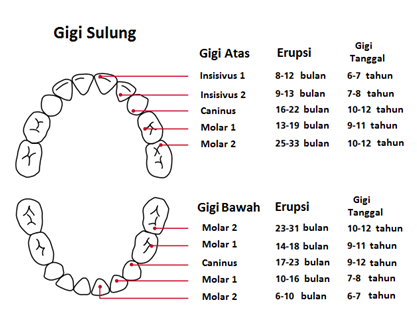 Gigi Sulung
Gigi Atas Erupsi Gigi Tanggal
Insisivus 1 8-12 bulan 6-7 tahun
Insisivus 2 9-13 bulan 7-8 tahun
Caninus 16-22 bulan 10-12 tahun
Molar 1 13-19 bulan 9-11 tahun
Molar 2 25-33 bulan 10-12 tahun
Gigi Bawah Erupsi Gigi Tanggal
Molar 2 23-31 bulan 10-12 tahun
Molar 1 14-18 bulan 9-11 tahun
Caninus 17-23 bulan 9-12 tahun
Molar 1 10-16 bulan 7-8 tahun
Molar 2 6-10 bulan 6-7 tahun